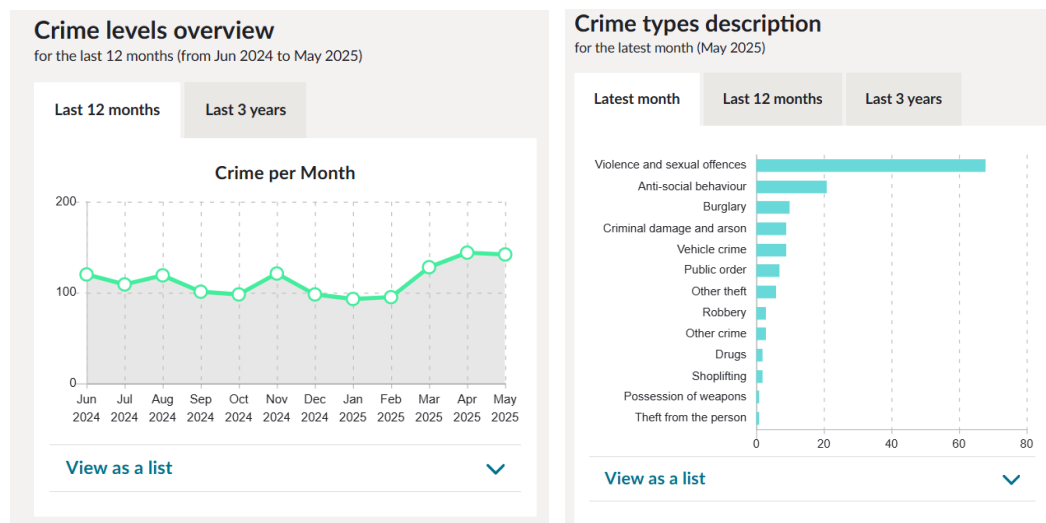 Crime levels overview
for the last 12 months (from Jun 2024 to May 2025)
Last 12 months
Last 3 years
Crime per Month
200
100
0
Jun Jul Aug Sep Oct Nov Dec Jan Feb Mar Apr May
2024 2024 2024 2024 2024 2024 2024 2025 2025 2025 2025 2025
View as a list
Crime types description
for the latest month (May 2025)
Latest month
Last 12 months
Last 3 years
Violence and sexual offences
Anti-social behaviour
Burglary
Criminal damage and arson
Vehicle crime
Public order
Other theft
Robbery
Other crime
Drugs
Shoplifting
Possession of weapons
Theft from the person
0 20 40 60 80
View as a list